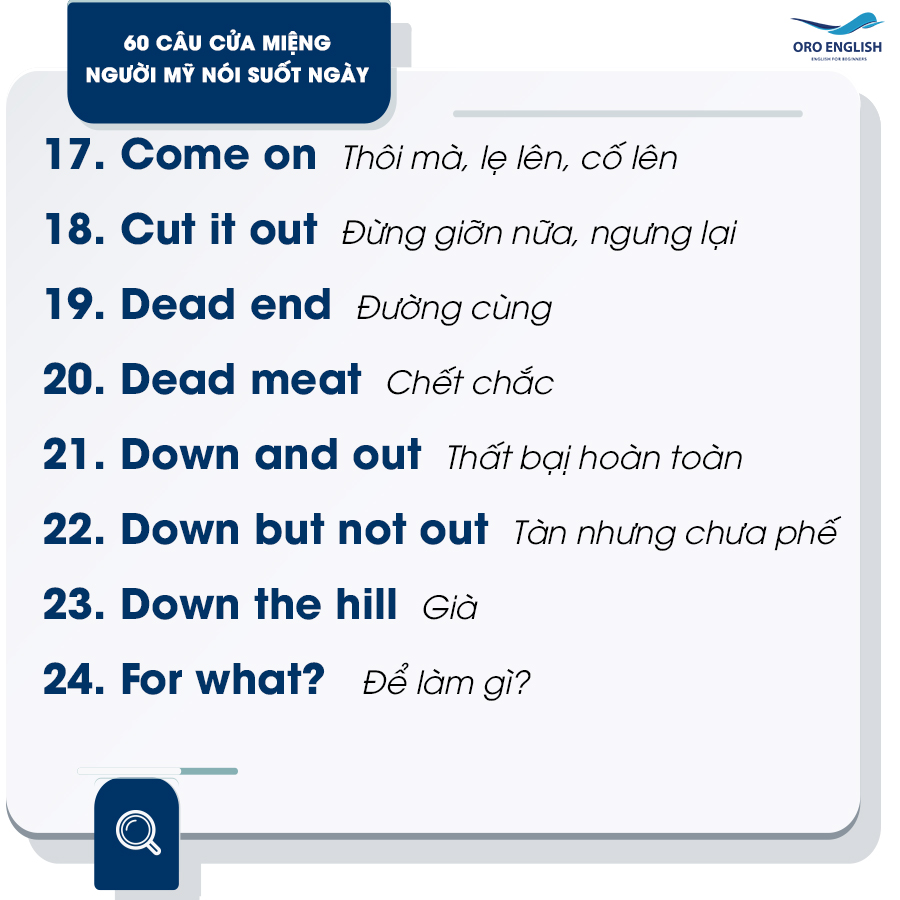 60 CÂU CỬA MIỆNG
NGƯỜI MỸ NÓI SUỐT NGÀY
ORO ENGLISH
ENGLISH FOR BEGINNERS
17. Come on Thôi mà, lẹ lên, cố lên
18. Cut it out Đừng giỡn nữa, ngưng lại
19. Dead end Đường cùng
20. Dead meat Chết chắc
21. Down and out Thất bại hoàn toàn
22. Down but not out Tàn nhưng chưa phế
23. Down the hill Già
24. For what? Để làm gì?